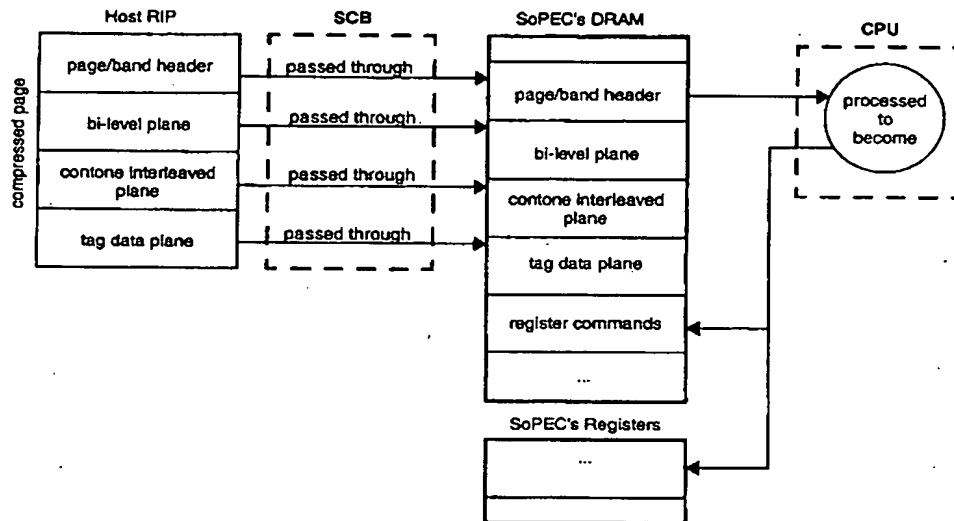 Host RIP
SCB
SoPEC's DRAM
CPU
compressed page
page/band header
bi-level plane
contone interleaved
plane
tag data plane
passed through
passed through
passed through
passed through
page/band header
bi-level plane
contone interleaved
plane
tag data plane
register commands
...
processed
to
become
SoPEC's Registers
...